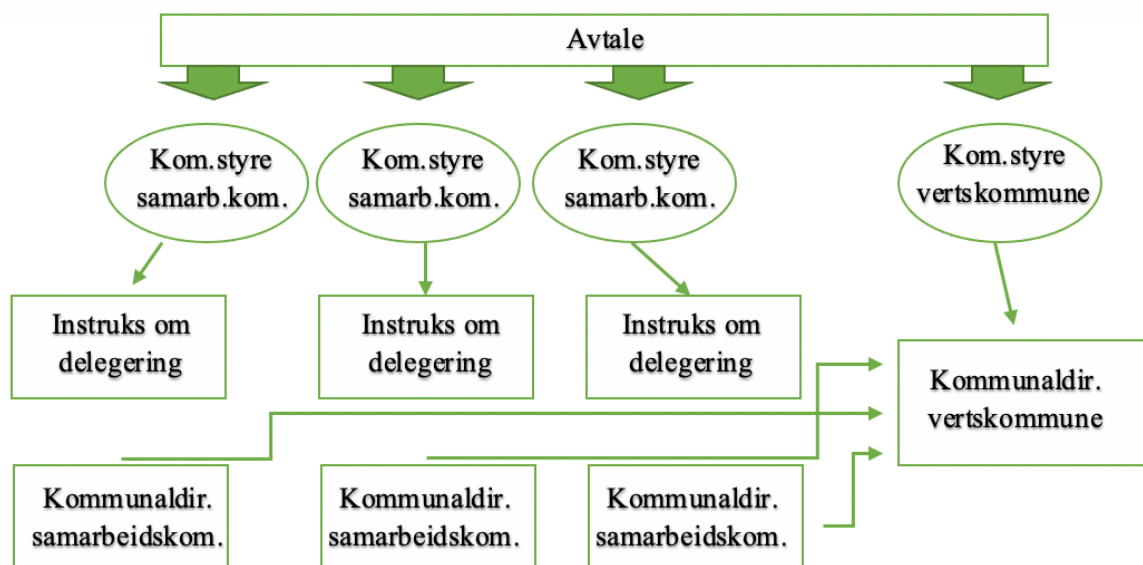 Avtale
Kom.styre
samarb.kom.
Kom.styre
samarb.kom.
Kom.styre
samarb.kom.
Kom.styre
vertskommune
Instruks om
delegering
Instruks om
delegering
Instruks om
delegering
Kommunaldir.
vertskommune
Kommunaldir.
samarbeidskom.
Kommunaldir.
samarbeidskom.
Kommunaldir.
samarbeidskom.